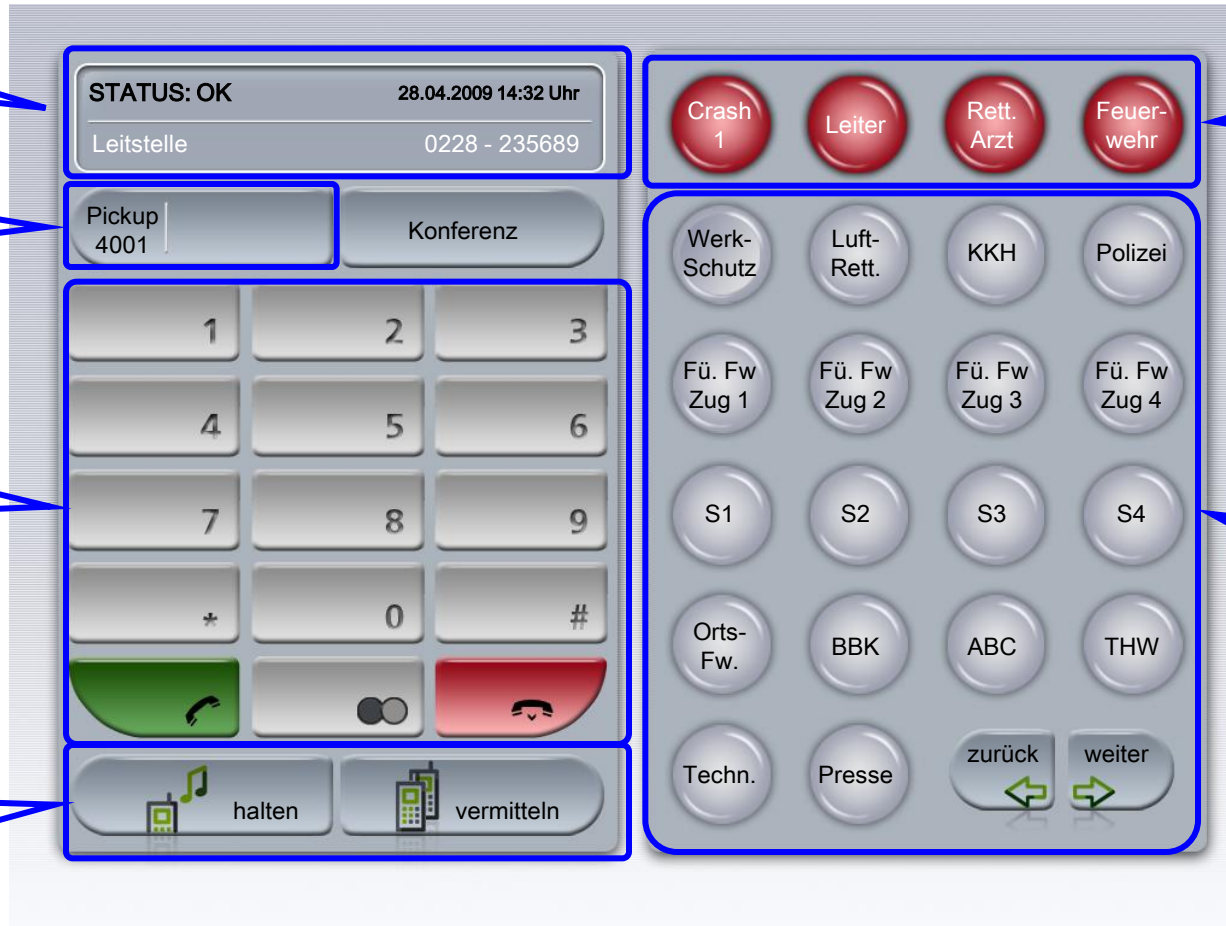 STATUS: OK 28.04.2009 14:32 Uhr
Leitstelle 0228 - 235689
Pickup
4001
Konferenz
1 2 3
4 5 6
7 8 9
* 0 #
halten vermitteln
Crash
1
Leiter
Rett.
Arzt
Feuer-
wehr
Werk-
Schutz
Luft-
Rett.
KKH
Polizei
Fü. Fw
Zug 1
Fü. Fw
Zug 2
Fü. Fw
Zug 3
Fü. Fw
Zug 4
S1
S2
S3
S4
Orts-
Fw.
BBK
ABC
THW
Techn.
Presse
zurück
weiter